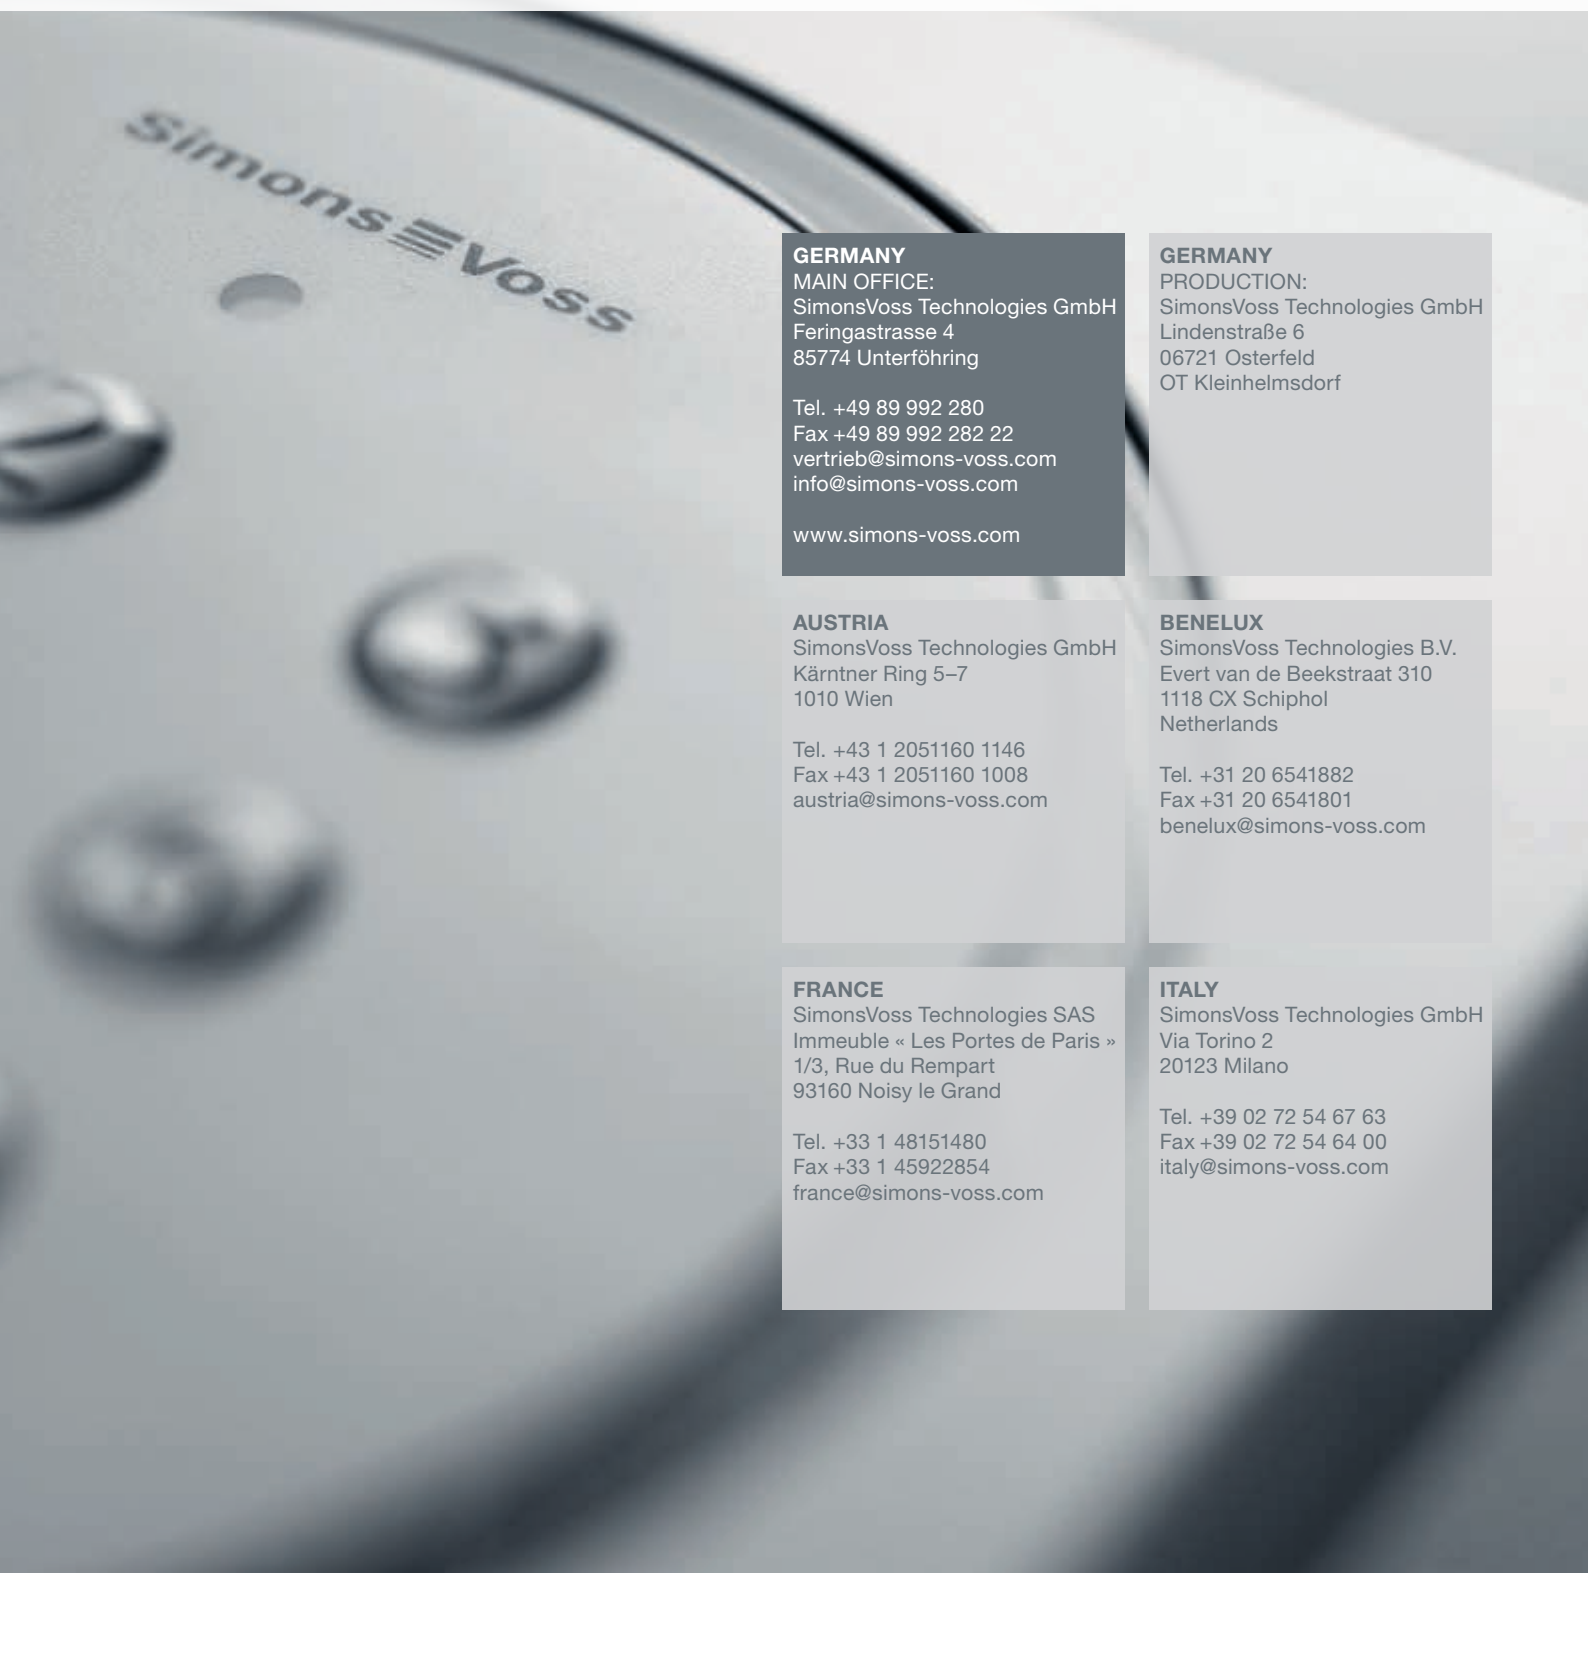 Simons Voss
GERMANY
MAIN OFFICE:
SimonsVoss Technologies GmbH
Feringastrasse 4
85774 Unterföhring
Tel. +49 89 992 280
Fax +49 89 992 282 22
vertrieb@simons-voss.com
info@simons-voss.com
www.simons-voss.com
GERMANY
PRODUCTION:
SimonsVoss Technologies GmbH
Lindenstraße 6
06721 Osterfeld
OT Kleinhelmsdorf
AUSTRIA
SimonsVoss Technologies GmbH
Kärntner Ring 5–7
1010 Wien
Tel. +43 1 2051160 1146
Fax +43 1 2051160 1008
austria@simons-voss.com
BENELUX
SimonsVoss Technologies B.V.
Evert van de Beekstraat 310
1118 CX Schiphol
Netherlands
Tel. +31 20 6541882
Fax +31 20 6541801
benelux@simons-voss.com
FRANCE
SimonsVoss Technologies SAS
Immeuble « Les Portes de Paris »
1/3, Rue du Rempart
93160 Noisy le Grand
Tel. +33 1 48151480
Fax +33 1 45922854
france@simons-voss.com
ITALY
SimonsVoss Technologies GmbH
Via Torino 2
20123 Milano
Tel. +39 02 72 54 67 63
Fax +39 02 72 54 64 00
italy@simons-voss.com